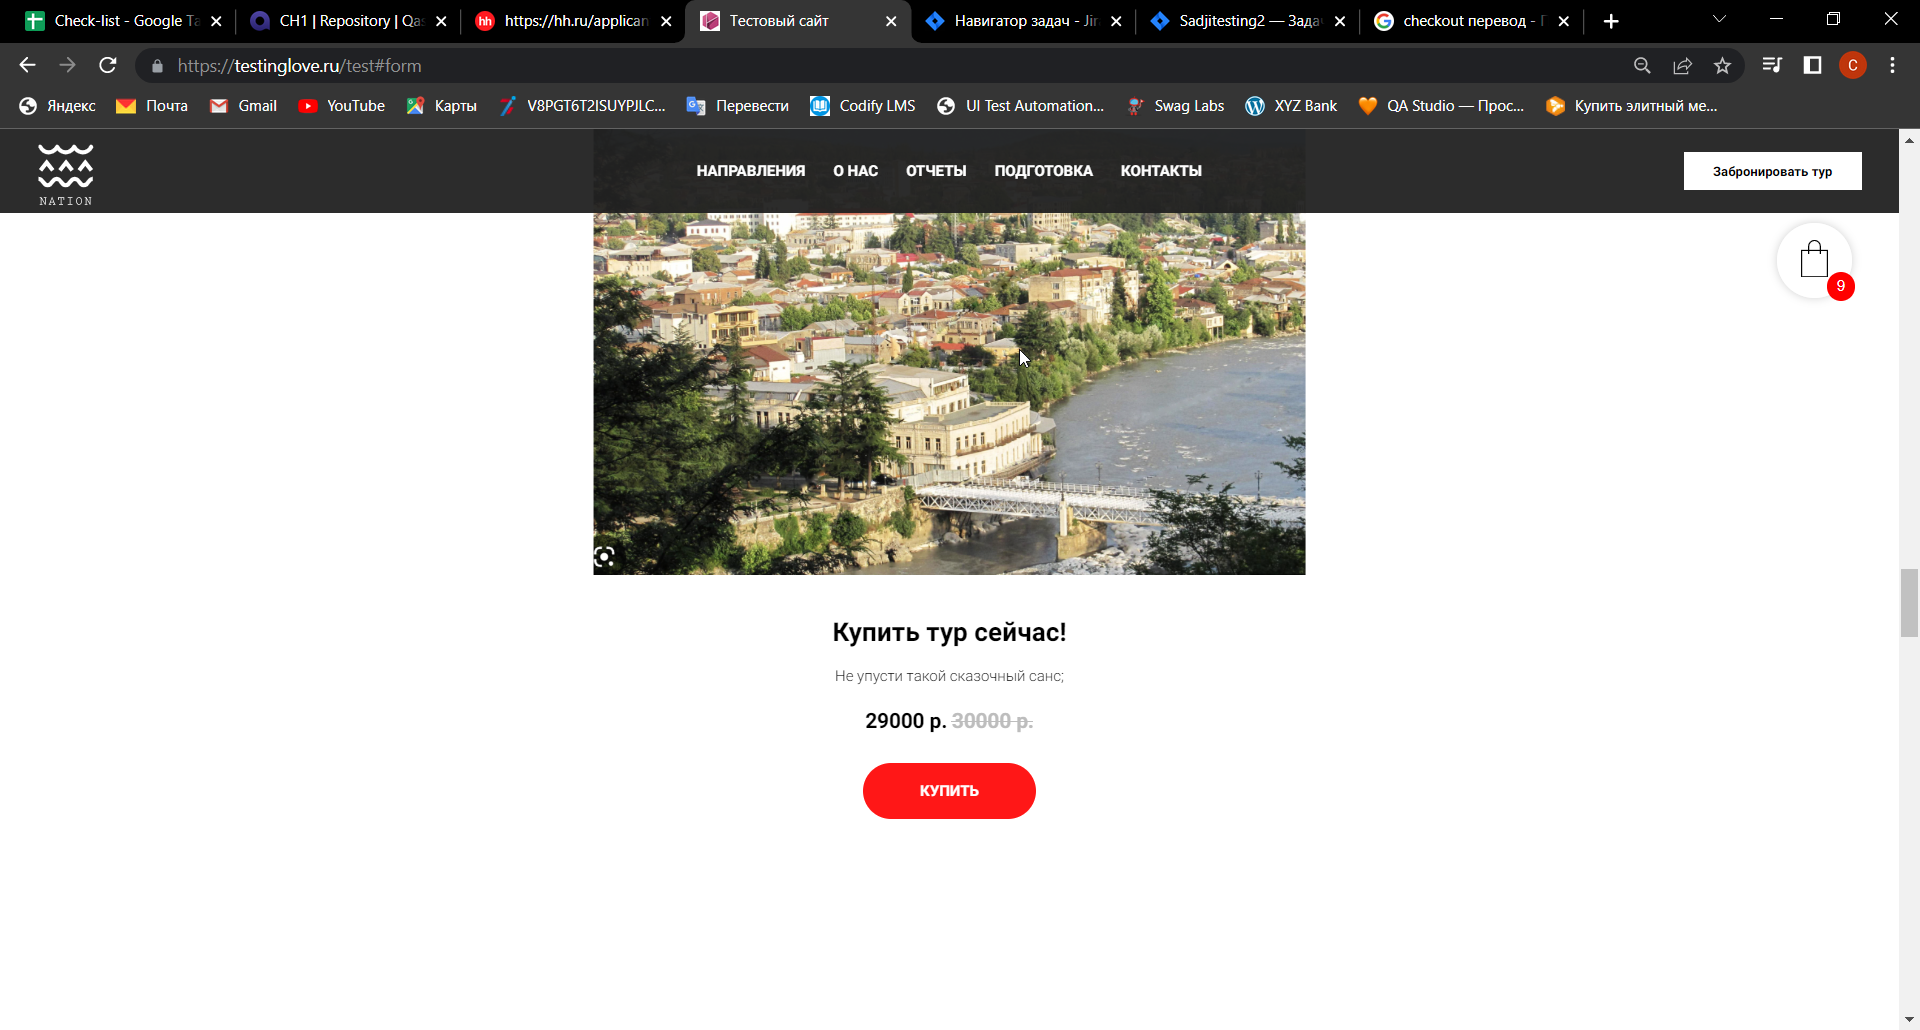 Check-list - Google Та
CH1 | Repository | Qas
https://hh.ru/applican
Тестовый сайт
Навигатор задач - Jir
Sadjitesting2 — Зада
checkout перевод - П
https://testinglove.ru/test#form
С
Яндекс
Почта
Gmail
YouTube
Карты
V8PGT6T2ISUYPJLC...
Перевести
Codify LMS
UI Test Automation...
Swag Labs
XYZ Bank
QA Studio — Прос...
Купить элитный ме...
NATION
НАПРАВЛЕНИЯ
О НАС
ОТЧЕТЫ
ПОДГОТОВКА
КОНТАКТЫ
Забронировать тур
9
Купить тур сейчас!
Не упусти такой сказочный санс;
29000 р. 30000 р.
КУПИТЬ